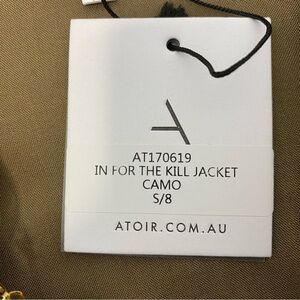 AT170619
IN FOR THE KILL JACKET
CAMO
S/8
ATOIR.COM.AU